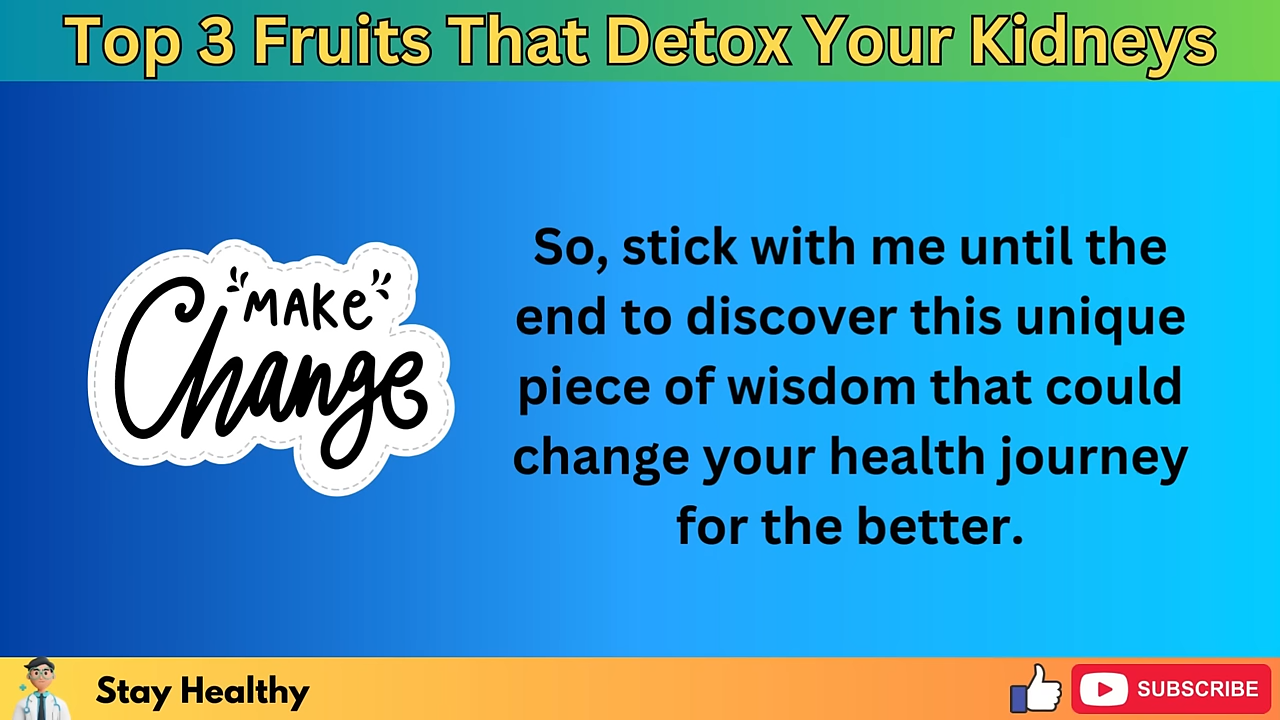 Top 3 Fruits That Detox Your Kidneys
"MAKE"
Change
So, stick with me until the
end to discover this unique
piece of wisdom that could
change your health journey
for the better.
Stay Healthy
SUBSCRIBE